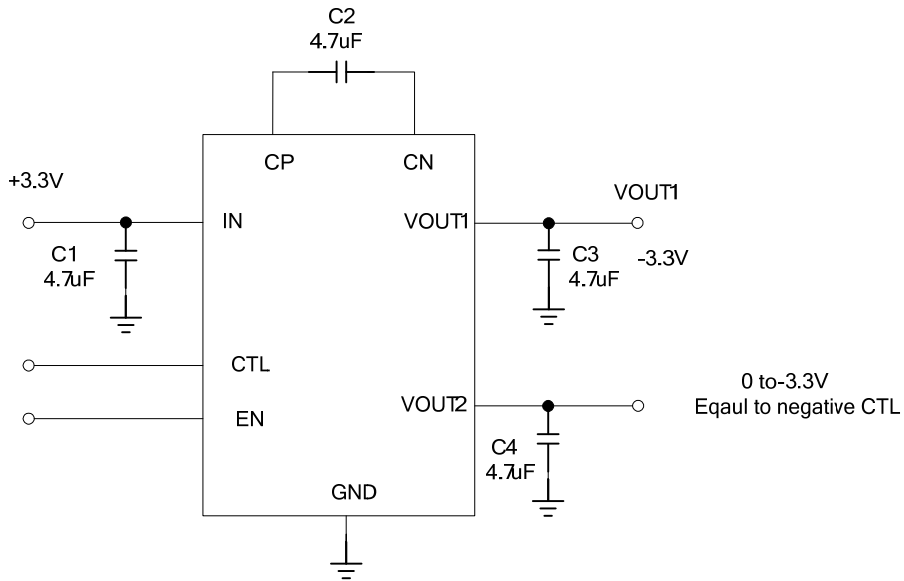 C2
4.7uF
CP
CN
+3.3V
IN
VOUT1
VOUT1
C1
4.7uF
C3
4.7uF
-3.3V
CTL
EN
VOUT2
0 to-3.3V
Eqaul to negative CTL
C4
4.7uF
GND